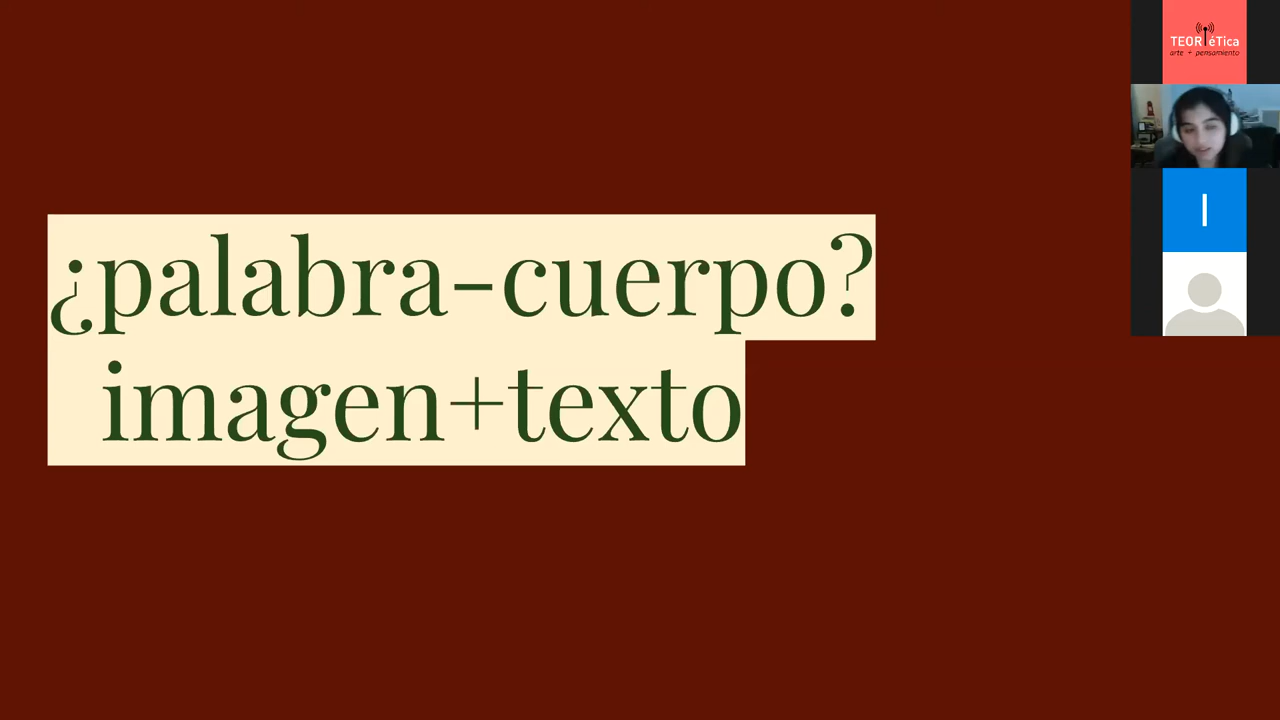 ¿palabra-cuerpo?
imagen+texto
TEORéTica
arte + pensamiento
I